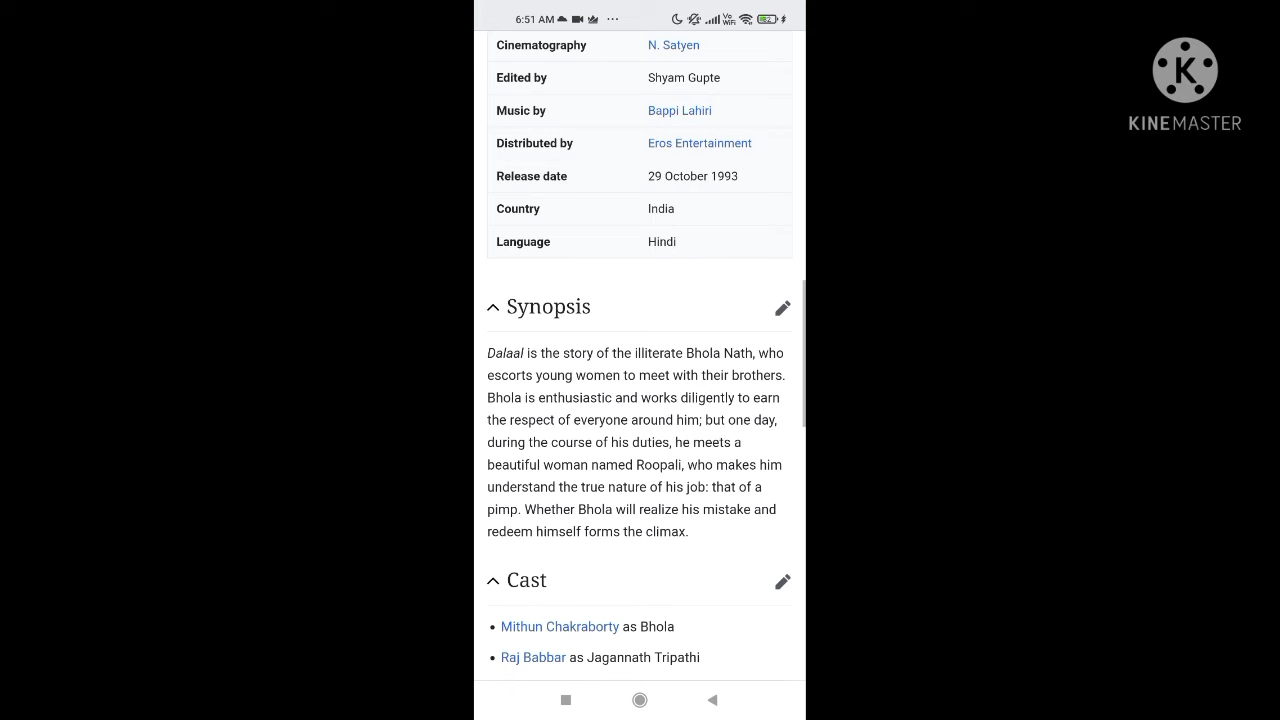 6:51 AM ...
Vo
WiFi
Cinematography N. Satyen
Edited by Shyam Gupte
Music by Bappi Lahiri
Distributed by Eros Entertainment
Release date 29 October 1993
Country India
Language Hindi
Synopsis
Dalaal is the story of the illiterate Bhola Nath, who
escorts young women to meet with their brothers.
Bhola is enthusiastic and works diligently to earn
the respect of everyone around him; but one day,
during the course of his duties, he meets a
beautiful woman named Roopali, who makes him
understand the true nature of his job: that of a
pimp. Whether Bhola will realize his mistake and
redeem himself forms the climax.
Cast
• Mithun Chakraborty as Bhola
• Raj Babbar as Jagannath Tripathi
K
KINEMASTER